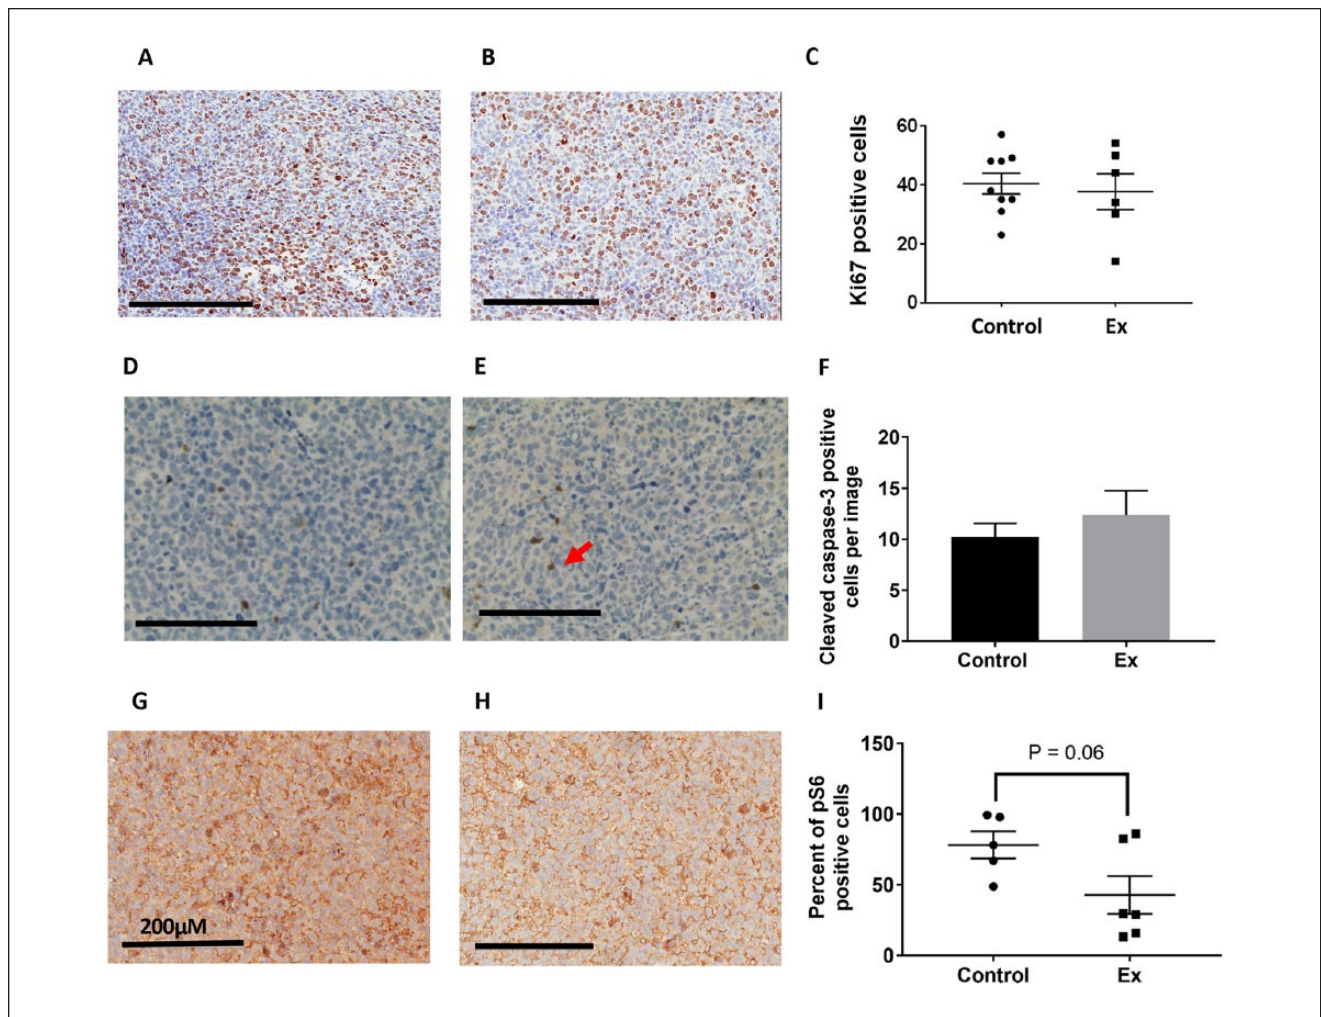 A
B
C
Ki67 positive cells
60
40
20
0
Control
Ex
D
E
F
Cleaved caspase-3 positive
cells per image
20
15
10
5
0
Control
Ex
G
H
I
200µM
Percent of pS6
positive cells
150
100
50
0
P = 0.06
Control
Ex